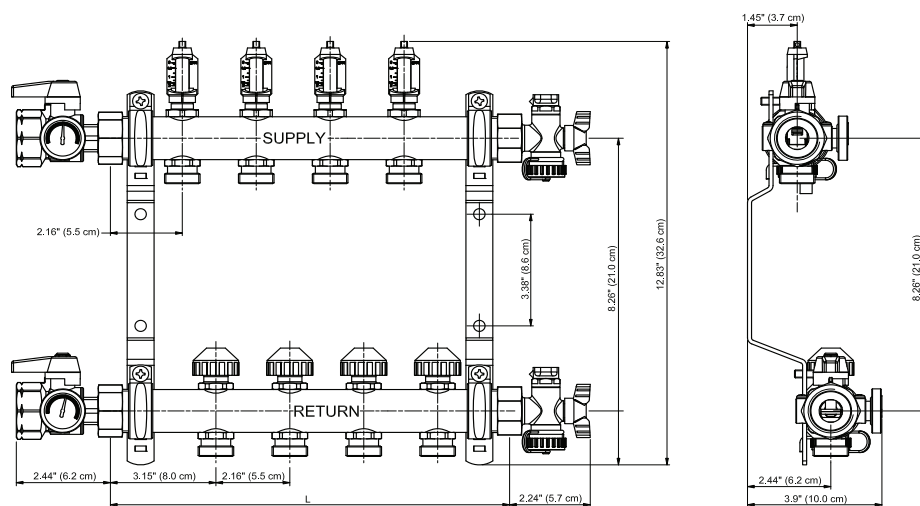 1.45" (3.7 cm)
SUPPLY
2.16" (5.5 cm)
3.38" (8.6 cm)
8.26" (21.0 cm)
12.83" (32.6 cm)
8.26" (21.0 cm)
RETURN
2.44" (6.2 cm)
3.15" (8.0 cm)
2.16" (5.5 cm)
L
2.24" (5.7 cm)
2.44" (6.2 cm)
3.9" (10.0 cm)